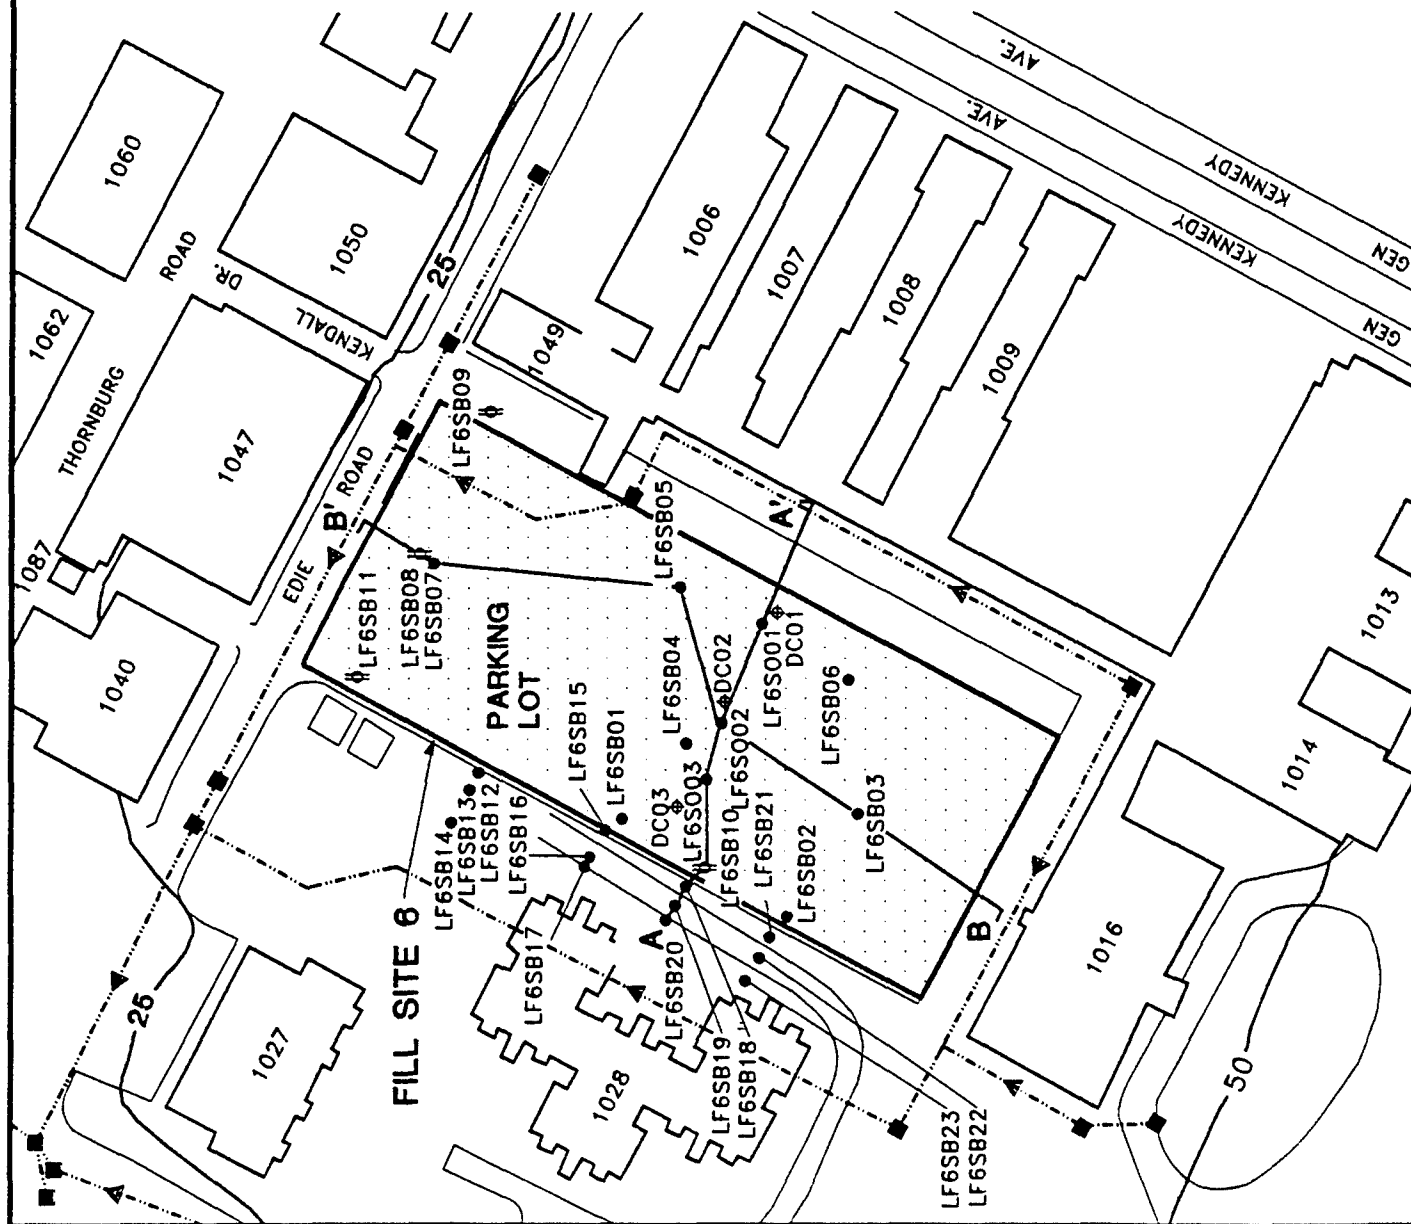 AVE.
AVE.
KENNEDY
KENNEDY
GEN
GEN
1060
ROAD
DR.
1050
KENDALL
25
1062
THORNBURG
1047
1087
1040
EDIE
ROAD
B'
1049
1006
1007
1008
1009
LF6SB09
LF6SB11
LF6SB08
LF6SB07
PARKING
LOT
LF6SB05
A'
LF6SB04
DC02
LF6SO01
DC01
LF6SB15
LF6SB01
LF6SB06
DC03
LF6SO03
LF6SO02
LF6SB14
LF6SB13
LF6SB12
LF6SB16
LF6SB10
LF6SB21
LF6SB02
LF6SB03
FILL SITE 6
LF6SB17
A
LF6SB20
B
LF6SB19
LF6SB18
LF6SB23
LF6SB22
25
1027
1028
1016
1014
1013
50